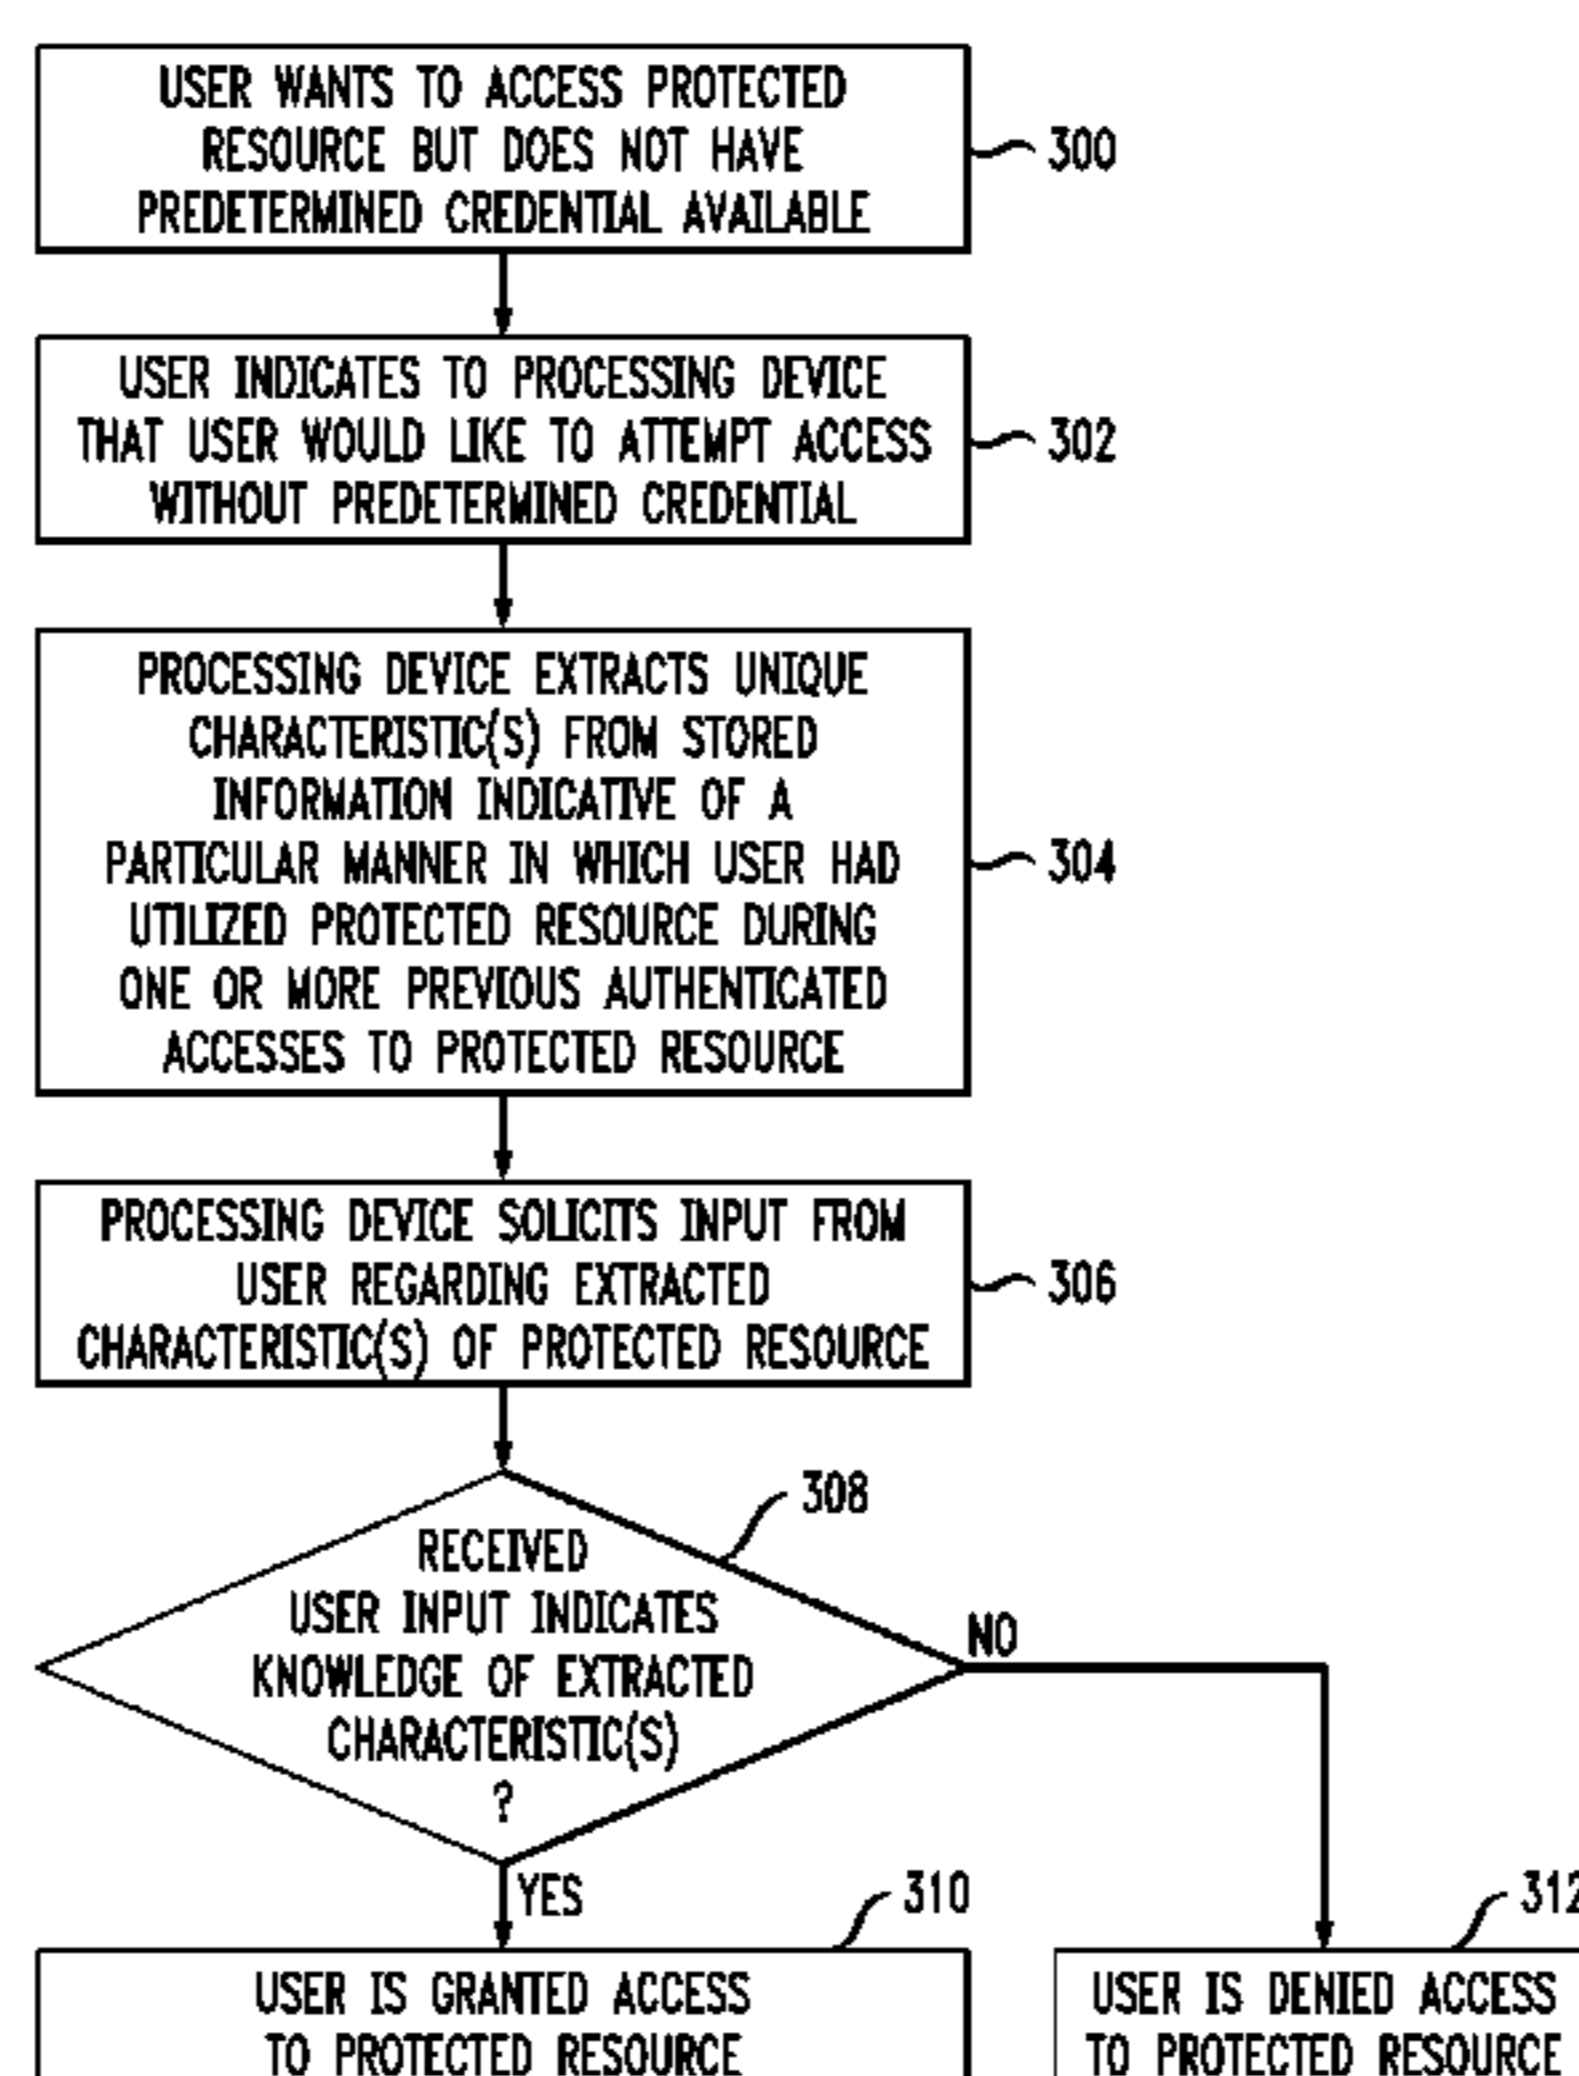 USER WANTS TO ACCESS PROTECTED
RESOURCE BUT DOES NOT HAVE
PREDETERMINED CREDENTIAL AVAILABLE
300
USER INDICATES TO PROCESSING DEVICE
THAT USER WOULD LIKE TO ATTEMPT ACCESS
WITHOUT PREDETERMINED CREDENTIAL
302
PROCESSING DEVICE EXTRACTS UNIQUE
CHARACTERISTIC(S) FROM STORED
INFORMATION INDICATIVE OF A
PARTICULAR MANNER IN WHICH USER HAD
UTILIZED PROTECTED RESOURCE DURING
ONE OR MORE PREVIOUS AUTHENTICATED
ACCESSES TO PROTECTED RESOURCE
304
PROCESSING DEVICE SOLICITS INPUT FROM
USER REGARDING EXTRACTED
CHARACTERISTIC(S) OF PROTECTED RESOURCE
306
308
RECEIVED
USER INPUT INDICATES
KNOWLEDGE OF EXTRACTED
CHARACTERISTIC(S)
?
NO
YES
310
USER IS GRANTED ACCESS
TO PROTECTED RESOURCE
312
USER IS DENIED ACCESS
TO PROTECTED RESOURCE